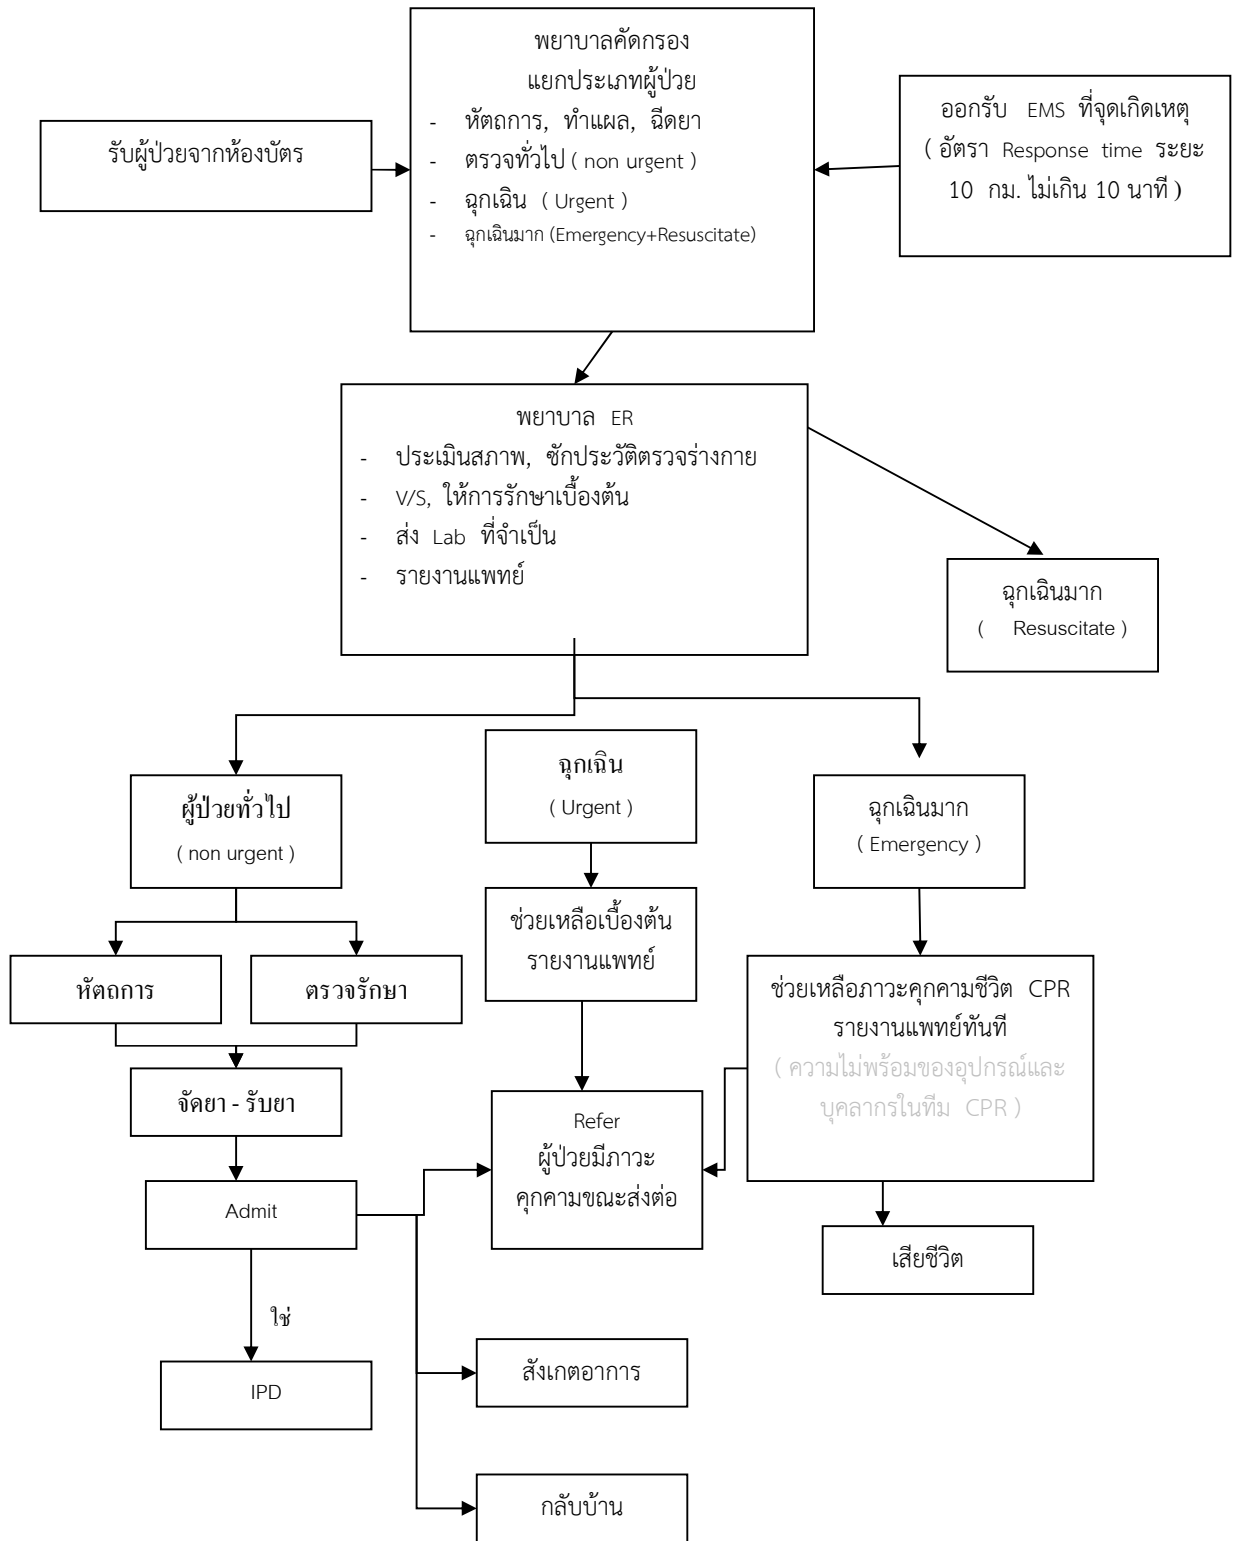 พยาบาลคัดกรอง
แยกประเภทผู้ป่วย
- หัตถการ, ทำแผล, ฉีดยา
- ตรวจทั่วไป ( non urgent )
- ฉุกเฉิน ( Urgent )
- ฉุกเฉินมาก (Emergency+Resuscitate)
รับผู้ป่วยจากห้องบัตร
ออกรับ EMS ที่จุดเกิดเหตุ
( อัตรา Response time ระยะ
10 กม. ไม่เกิน 10 นาที )
พยาบาล ER
- ประเมินสภาพ, ซักประวัติตรวจร่างกาย
- V/S, ให้การรักษาเบื้องต้น
- ส่ง Lab ที่จำเป็น
- รายงานแพทย์
ฉุกเฉินมาก
( Resuscitate )
ผู้ป่วยทั่วไป
( non urgent )
ฉุกเฉิน
( Urgent )
ฉุกเฉินมาก
( Emergency )
หัตถการ
ตรวจรักษา
ช่วยเหลือเบื้องต้น
รายงานแพทย์
ช่วยเหลือภาวะคุกคามชีวิต CPR
รายงานแพทย์ทันที
( ความไม่พร้อมของอุปกรณ์และ
บุคลากรในทีม CPR )
จัดยา - รับยา
Refer
ผู้ป่วยมีภาวะ
คุกคามขณะส่งต่อ
Admit
เสียชีวิต
ใช่
IPD
สังเกตอาการ
กลับบ้าน